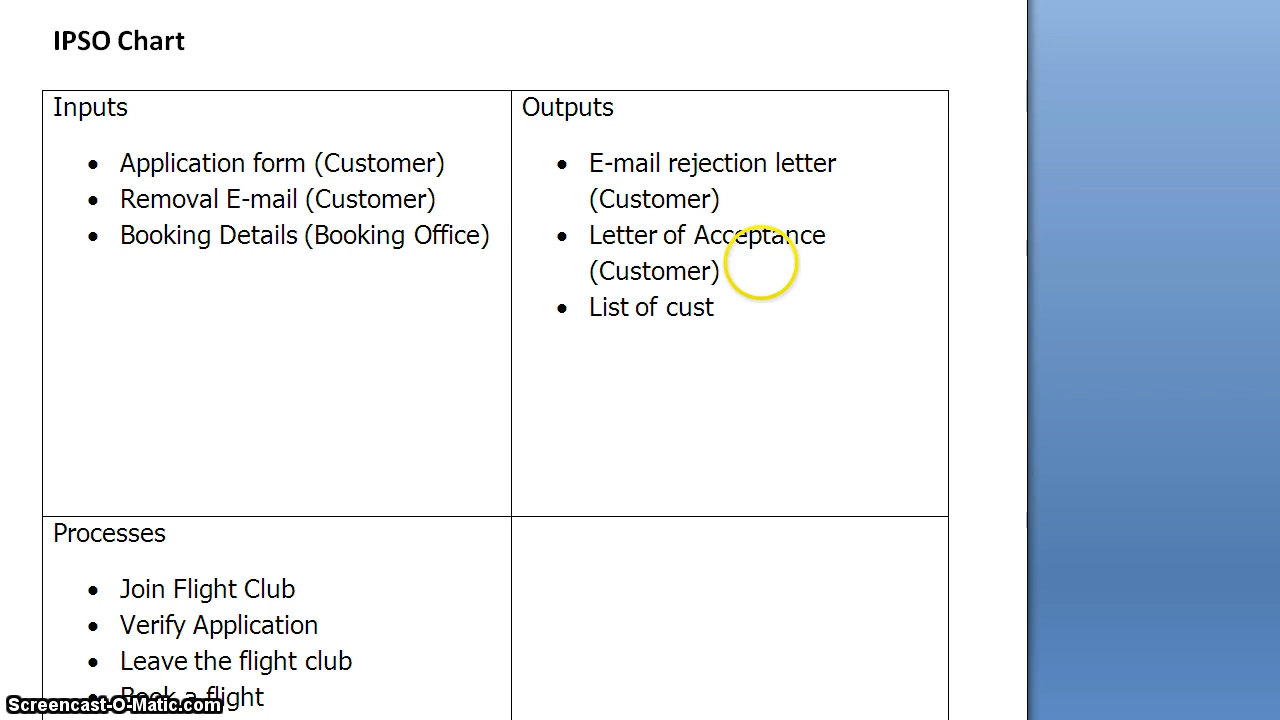 IPSO Chart
Inputs
• Application form (Customer)
• Removal E-mail (Customer)
• Booking Details (Booking Office)
Outputs
• E-mail rejection letter
(Customer)
• Letter of Acceptance
(Customer)
• List of cust
Processes
• Join Flight Club
• Verify Application
• Leave the flight club
• Book a flight
Screencast-O-Matic.com